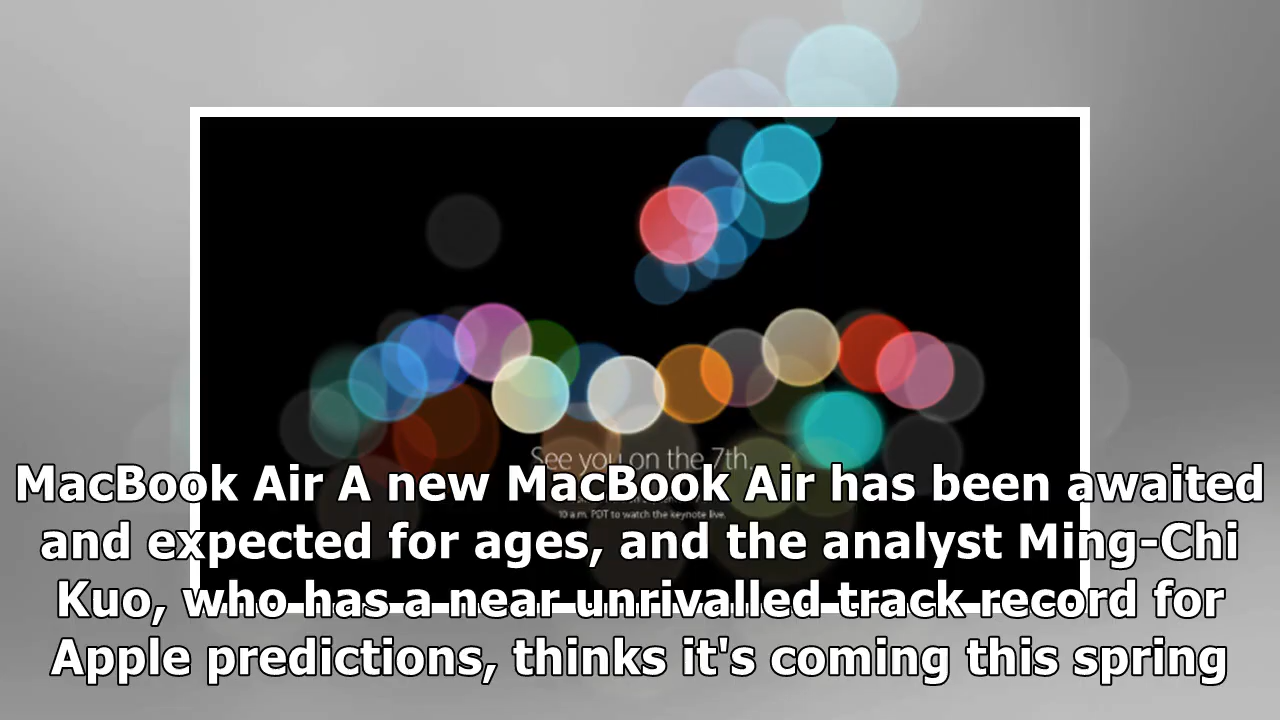 See you on the 7th.
10 a.m. PDT to watch the keynote live.
MacBook Air A new MacBook Air has been awaited
and expected for ages, and the analyst Ming-Chi
Kuo, who has a near unrivalled track record for
Apple predictions, thinks it's coming this spring